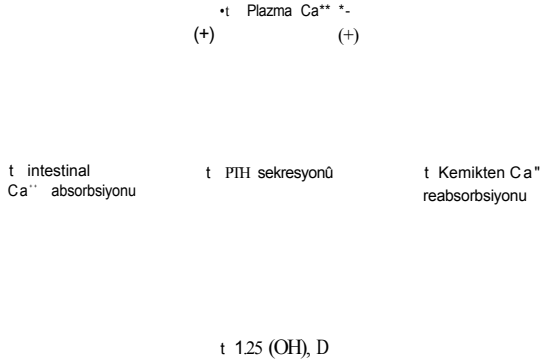 •t Plazma Ca** *-
(+) (+)
t intestinal
Ca¨ absorbsiyonu
t PTH sekresyonû
t Kemikten Ca"
reabsorbsiyonu
t 1.25 (OH), D